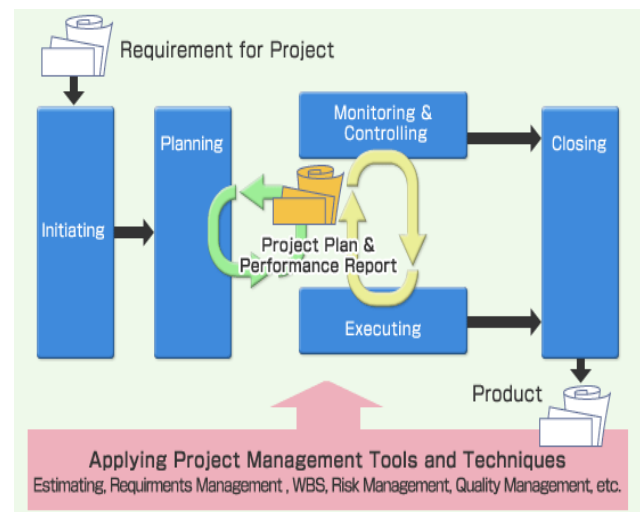 Requirement for Project
Monitoring &
Controlling
Planning
Closing
Initiating
Project Plan &
Performance Report
Executing
Product
Applying Project Management Tools and Techniques
Estimating, Requirments Management , WBS, Risk Management, Quality Management, etc.